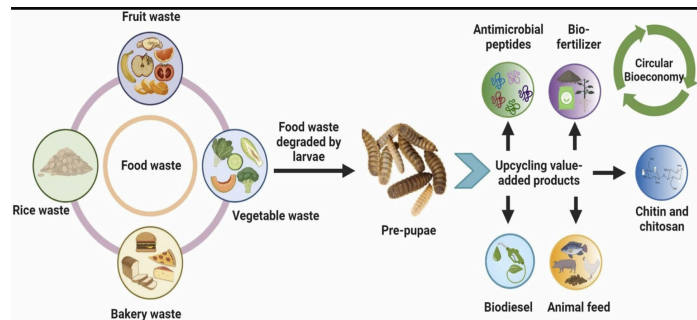 Fruit waste
Food waste
Rice waste
Vegetable waste
Bakery waste
Food waste
degraded by
larvae
Pre-pupae
Antimicrobial
peptides
Bio-
fertilizer
Circular
Bioeconomy
Upcycling value-
added products
Chitin and
chitosan
Biodiesel
Animal feed